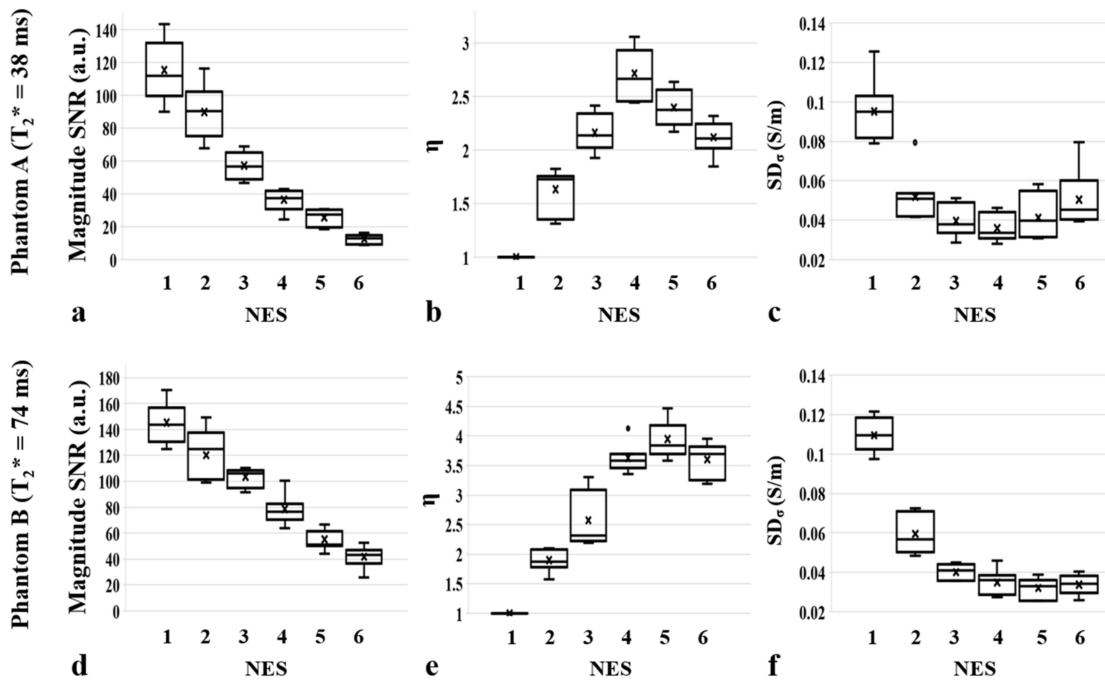 Phantom A (T₂* = 38 ms)
Magnitude SNR (a.u.)
140
120
100
80
60
40
20
0
1 2 3 4 5 6
a NES
η
3
2.5
2
1.5
1
1 2 3 4 5 6
b NES
SDσ (S/m)
0.14
0.12
0.1
0.08
0.06
0.04
0.02
1 2 3 4 5 6
c NES
Phantom B (T₂* = 74 ms)
Magnitude SNR (a.u.)
180
160
140
120
100
80
60
40
20
0
1 2 3 4 5 6
d NES
η
5
4.5
4
3.5
3
2.5
2
1.5
1
1 2 3 4 5 6
e NES
SDσ (S/m)
0.14
0.12
0.1
0.08
0.06
0.04
0.02
1 2 3 4 5 6
f NES